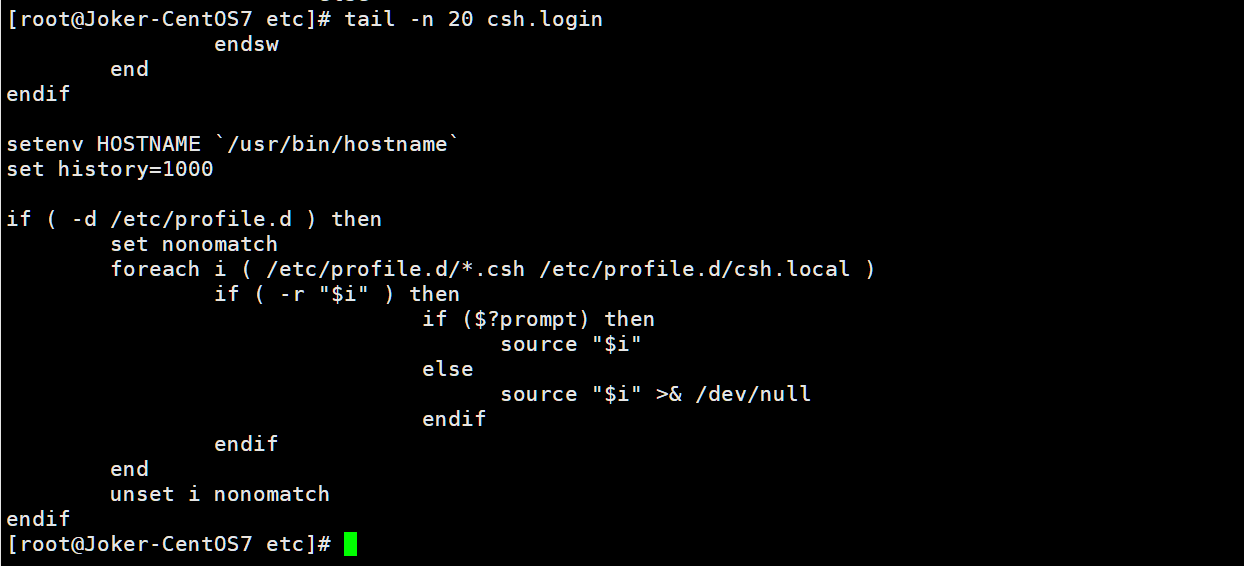 [root@Joker-CentOS7 etc]# tail -n 20 csh.login
                endsw
        end
endif

setenv HOSTNAME `/usr/bin/hostname`
set history=1000

if ( -d /etc/profile.d ) then
        set nonomatch
        foreach i ( /etc/profile.d/*.csh /etc/profile.d/csh.local )
                if ( -r "$i" ) then
                                if ($?prompt) then
                                      source "$i"
                                else
                                      source "$i" >& /dev/null
                                endif
                endif
        end
        unset i nonomatch
endif
[root@Joker-CentOS7 etc]#